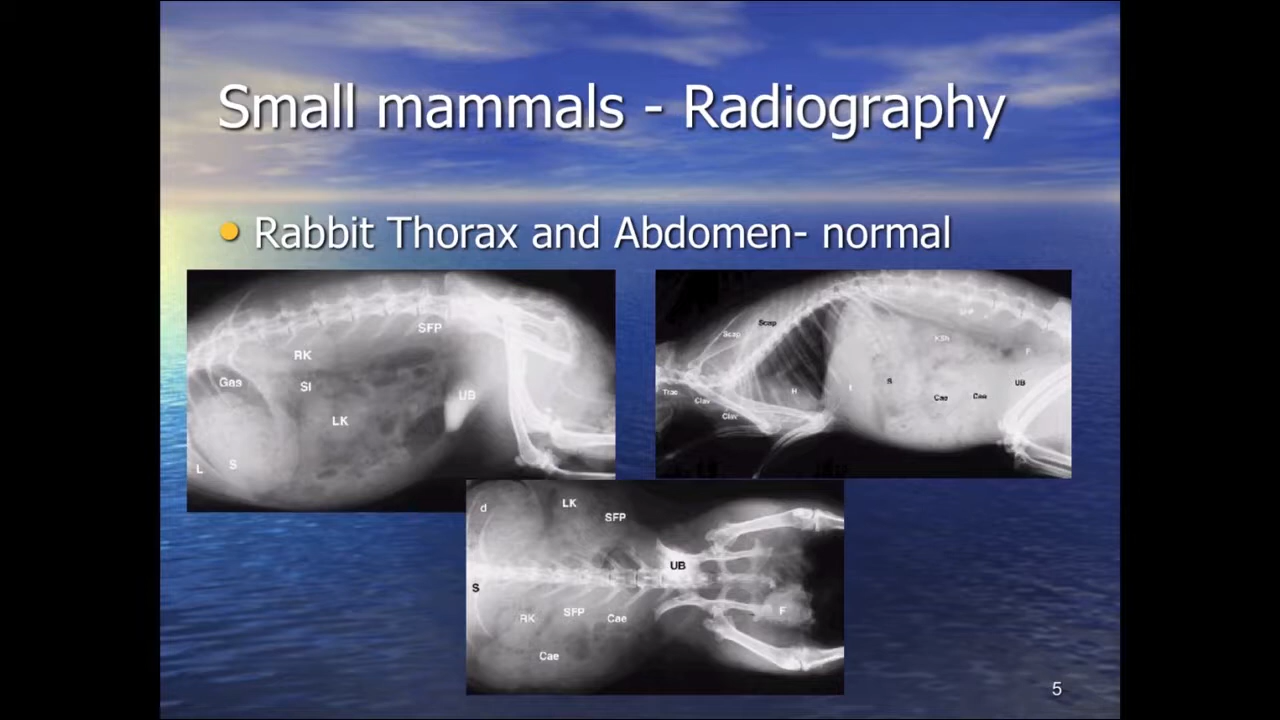 Small mammals - Radiography
Rabbit Thorax and Abdomen- normal
SFP
RK
Gas
SI
UB
LK
L
S
Scap
Scap
KSh
F
Trac
H
L
S
UB
Clav
Cae
Cae
Clav
d
LK
SFP
UB
S
RK
SFP
Cae
F
Cae
5